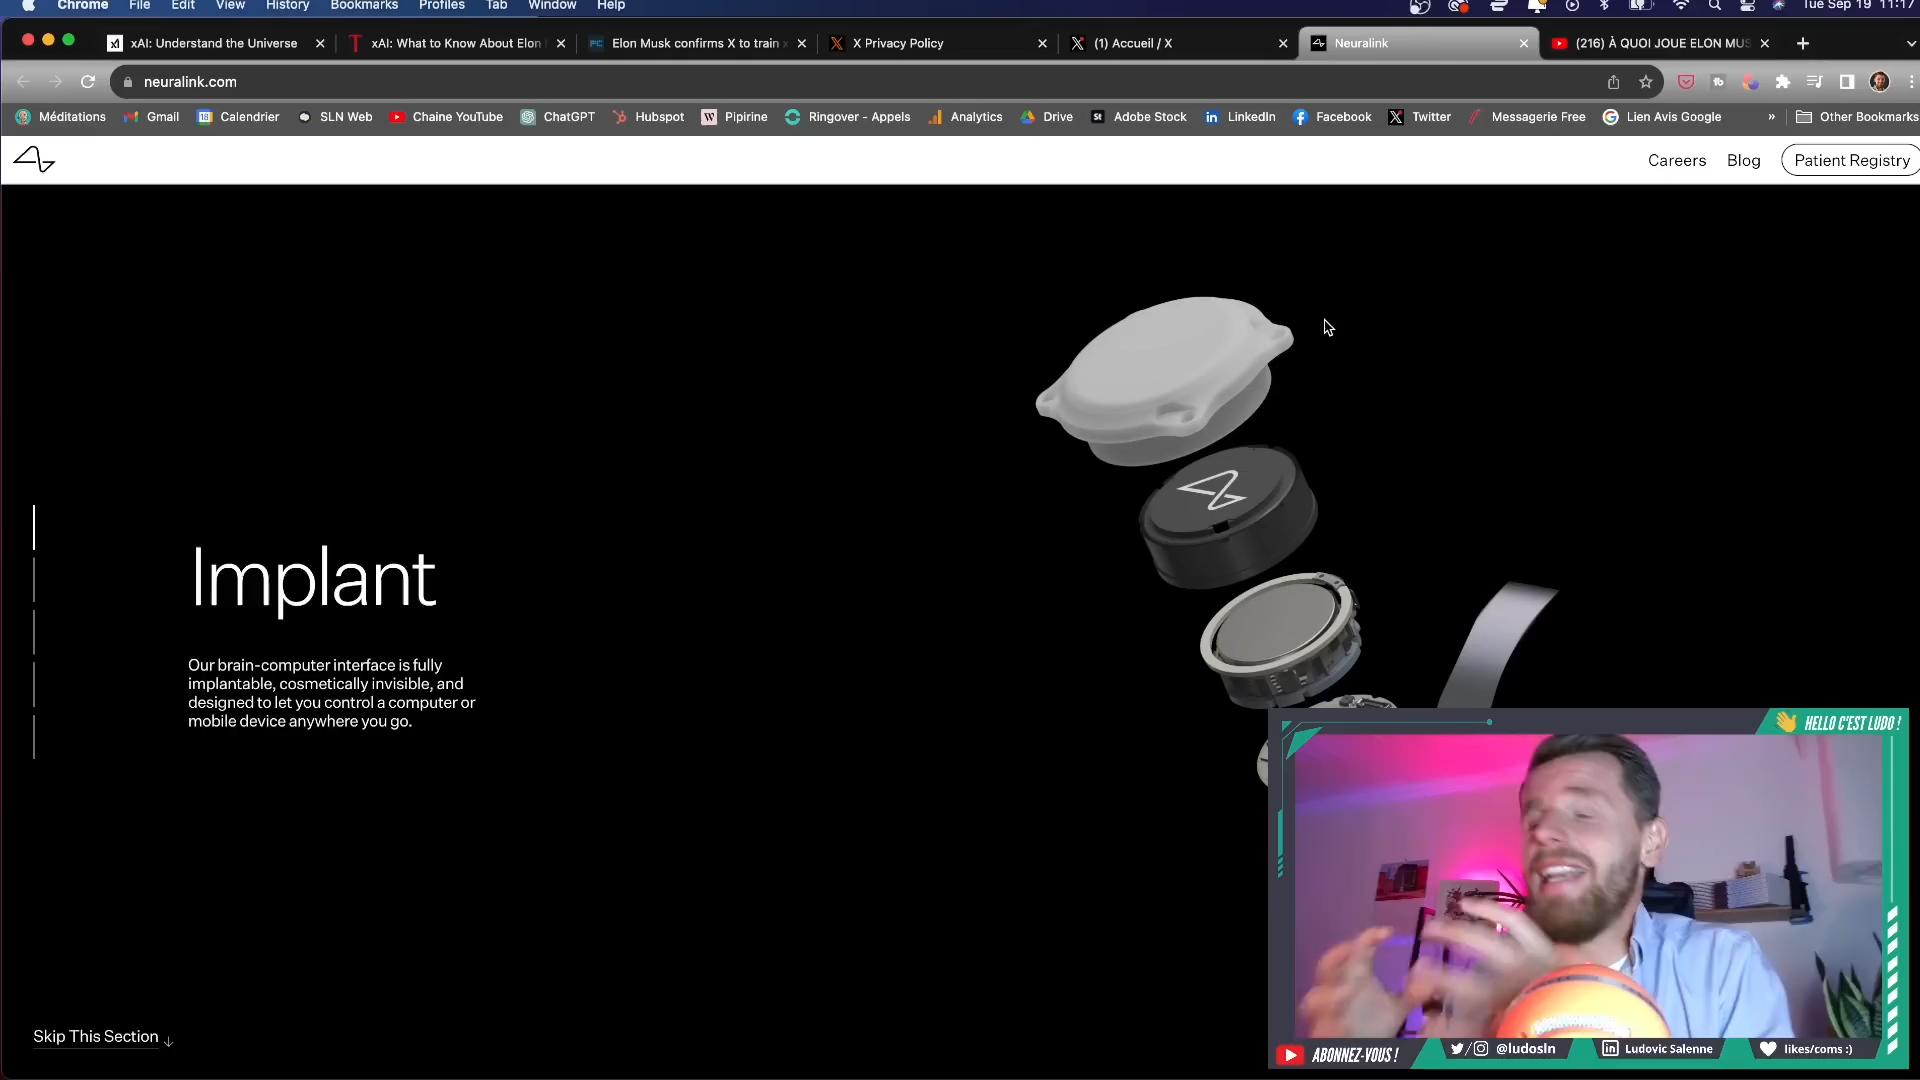 Chrome File Edit View History Bookmarks Profiles Tab Window Help Tue Sep 19 11:17
xAI: Understand the Universe
xAI: What to Know About Elon
Elon Musk confirms X to train x
X Privacy Policy
(1) Accueil / X
Neuralink
(216) À QUOI JOUE ELON MUS
neuralink.com
Méditations Gmail Calendrier SLN Web Chaine YouTube ChatGPT Hubspot Pipirine Ringover - Appels Analytics Drive Adobe Stock LinkedIn Facebook Twitter Messagerie Free Lien Avis Google » Other Bookmarks
Careers Blog Patient Registry
Implant
Our brain-computer interface is fully
implantable, cosmetically invisible, and
designed to let you control a computer or
mobile device anywhere you go.
HELLO C'EST LUDO !
Skip This Section
ABONNEZ-VOUS ! @ludosln Ludovic Salenne likes/coms :)